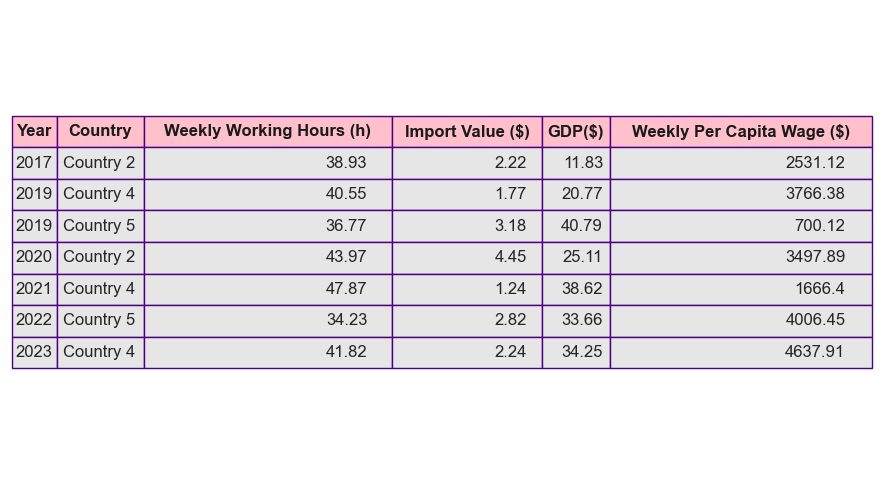 Year Country Weekly Working Hours (h) Import Value ($) GDP($) Weekly Per Capita Wage ($)
2017 Country 2 38.93 2.22 11.83 2531.12
2019 Country 4 40.55 1.77 20.77 3766.38
2019 Country 5 36.77 3.18 40.79 700.12
2020 Country 2 43.97 4.45 25.11 3497.89
2021 Country 4 47.87 1.24 38.62 1666.4
2022 Country 5 34.23 2.82 33.66 4006.45
2023 Country 4 41.82 2.24 34.25 4637.91